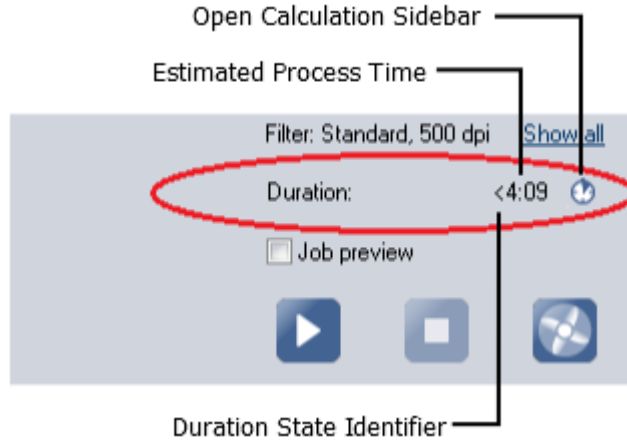 Open Calculation Sidebar
Estimated Process Time
Filter: Standard, 500 dpi Show all
Duration: <4:09
Job preview
Duration State Identifier